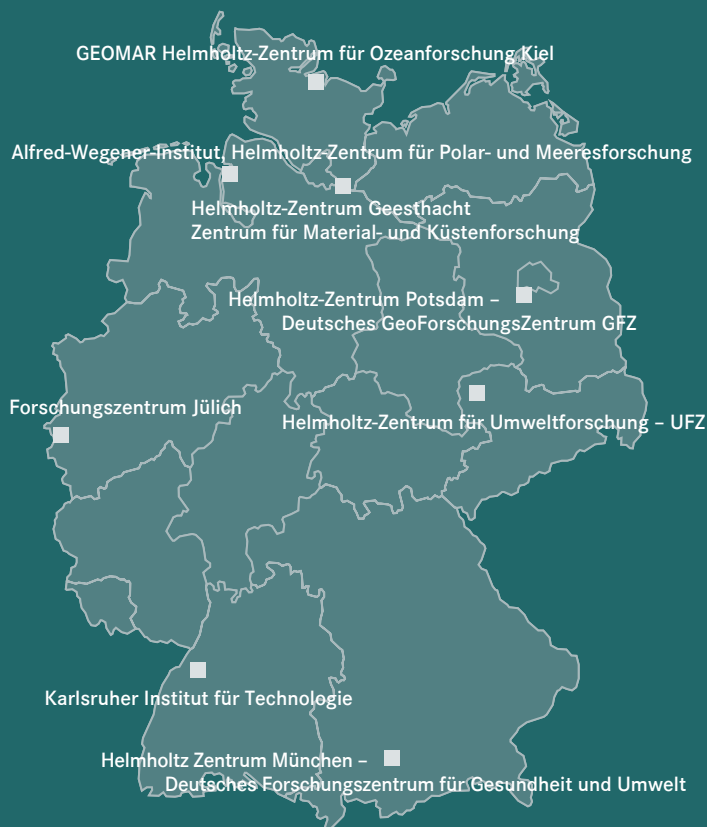 GEOMAR Helmholtz-Zentrum für Ozeanforschung Kiel
Alfred-Wegener-Institut, Helmholtz-Zentrum für Polar- und Meeresforschung
Helmholtz-Zentrum Geesthacht
Zentrum für Material- und Küstenforschung
Helmholtz-Zentrum Potsdam –
Deutsches GeoForschungsZentrum GFZ
Forschungszentrum Jülich
Helmholtz-Zentrum für Umweltforschung – UFZ
Karlsruher Institut für Technologie
Helmholtz Zentrum München –
Deutsches Forschungszentrum für Gesundheit und Umwelt